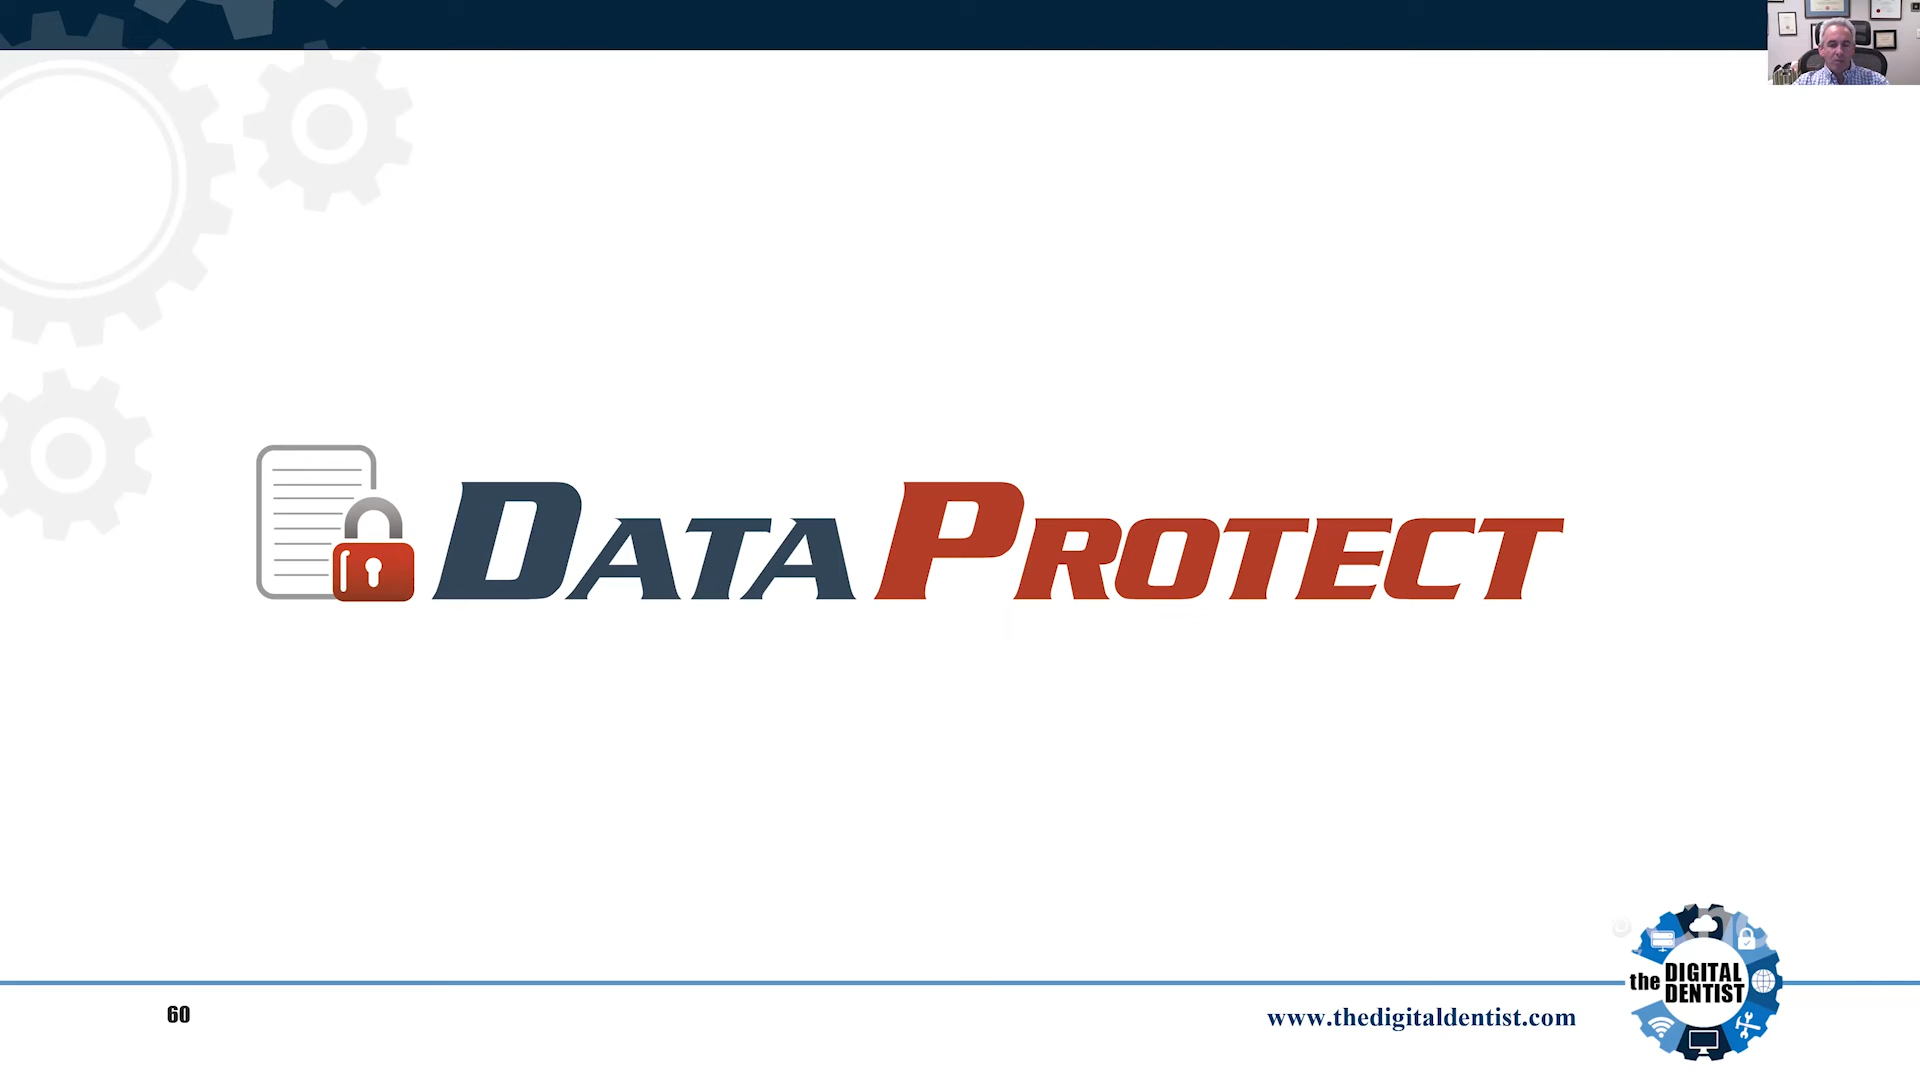 DATA PROTECT
the DIGITAL
DENTIST
60
www.thedigitaldentist.com